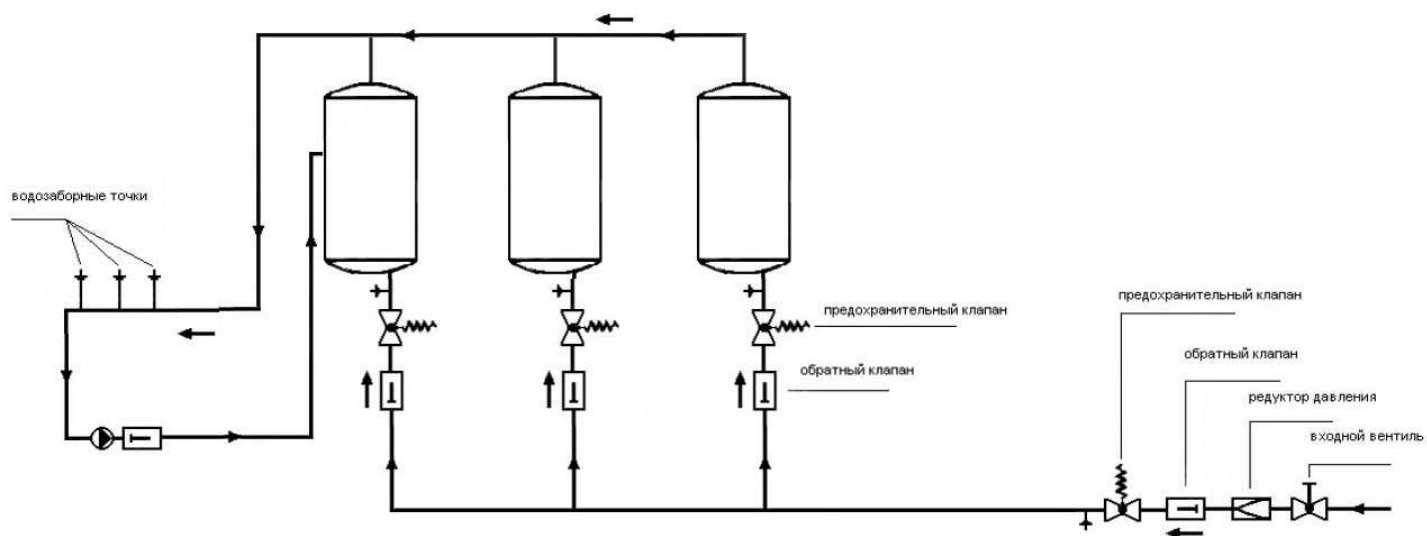 водозаборные точки
предохранительный клапан
обратный клапан
предохранительный клапан
обратный клапан
редуктор давления
входной вентиль